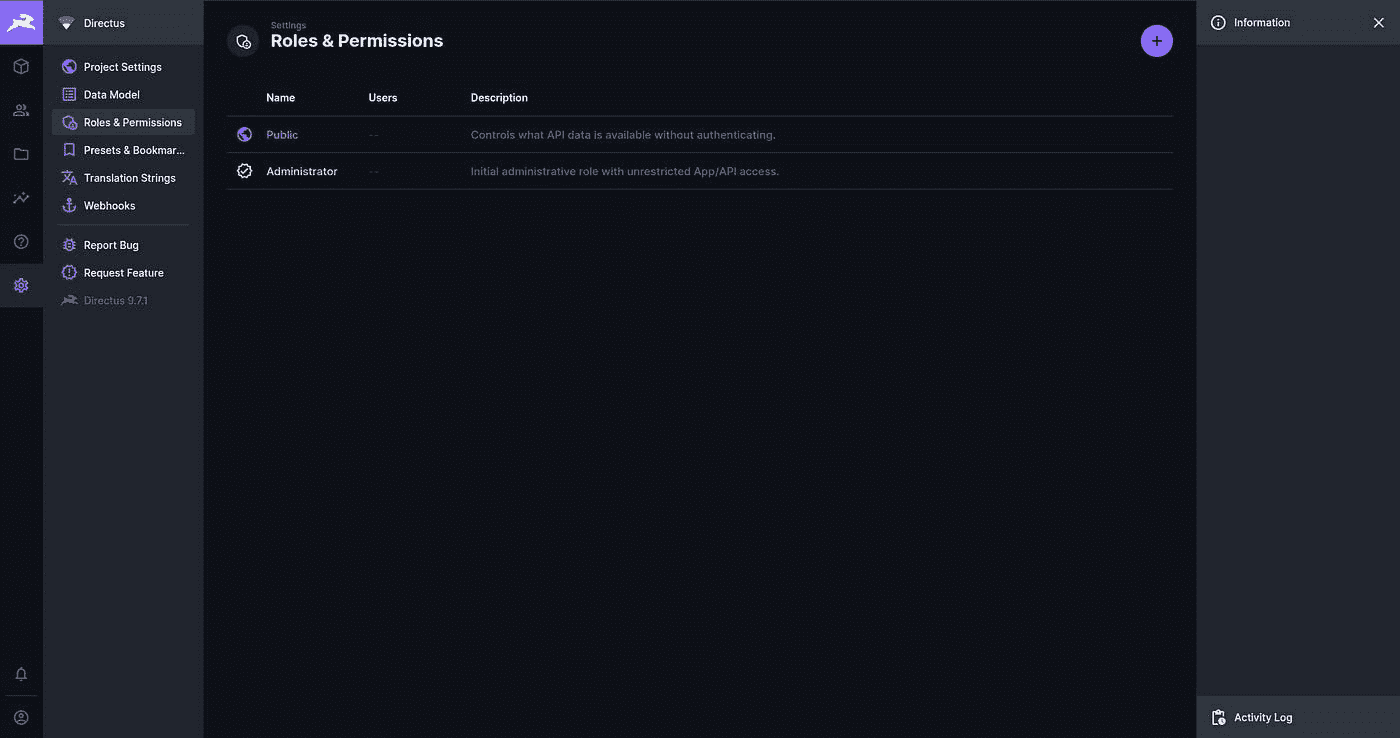 Directus
Project Settings
Data Model
Roles & Permissions
Presets & Bookmar...
Translation Strings
Webhooks
Report Bug
Request Feature
Directus 9.7.1
Settings
Roles & Permissions
Name Users Description
Public -- Controls what API data is available without authenticating.
Administrator -- Initial administrative role with unrestricted App/API access.
Information
Activity Log